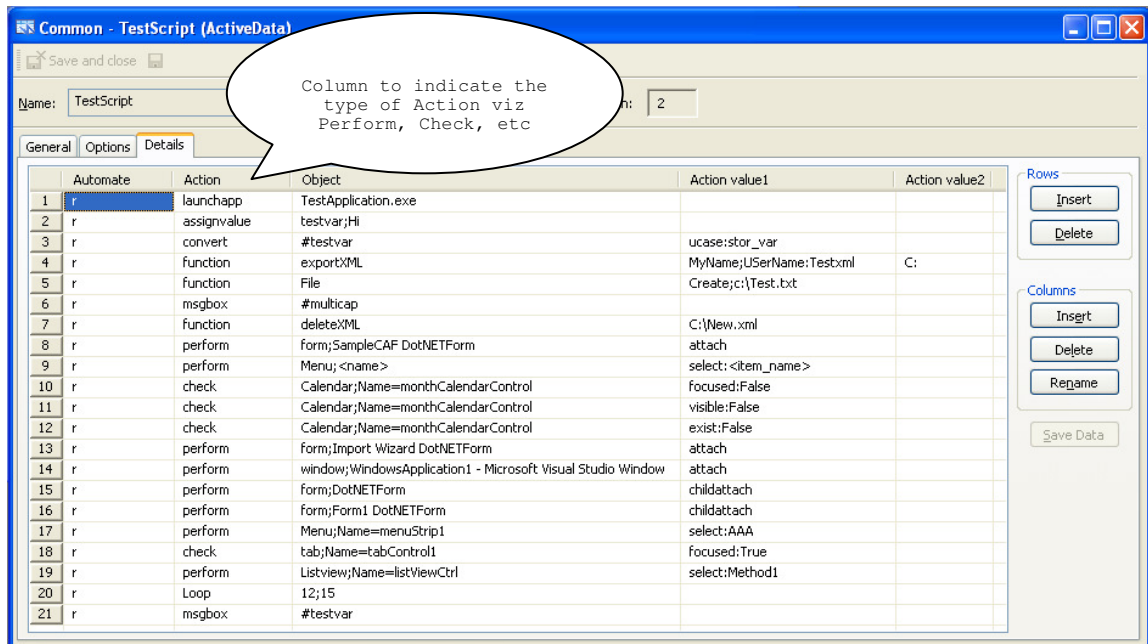 Common - TestScript (ActiveData)
Save and close
Column to indicate the
type of Action viz
Perform, Check, etc
Name: TestScript 2
General Options Details
Automate Action Object Action value1 Action value2
1 r launchapp TestApplication.exe
2 r assignvalue testvar;Hi
3 r convert #testvar ucase:stor_var
4 r function exportXML MyName;USerName:Testxml C:
5 r function File Create;c:\Test.txt
6 r msgbox #multicap
7 r function deleteXML C:\New.xml
8 r perform form;SampleCAF DotNETForm attach
9 r perform Menu;<name> select:<item_name>
10 r check Calendar;Name=monthCalendarControl focused:False
11 r check Calendar;Name=monthCalendarControl visible:False
12 r check Calendar;Name=monthCalendarControl exist:False
13 r perform form;Import Wizard DotNETForm attach
14 r perform window;WindowsApplication1 - Microsoft Visual Studio Window attach
15 r perform form;DotNETForm childattach
16 r perform form;Form1 DotNETForm childattach
17 r perform Menu;Name=menuStrip1 select:AAA
18 r check tab;Name=tabControl1 focused:True
19 r perform Listview;Name=listViewCtrl select:Method1
20 r Loop 12;15
21 r msgbox #testvar
Rows
Insert
Delete
Columns
Insert
Delete
Rename
Save Data